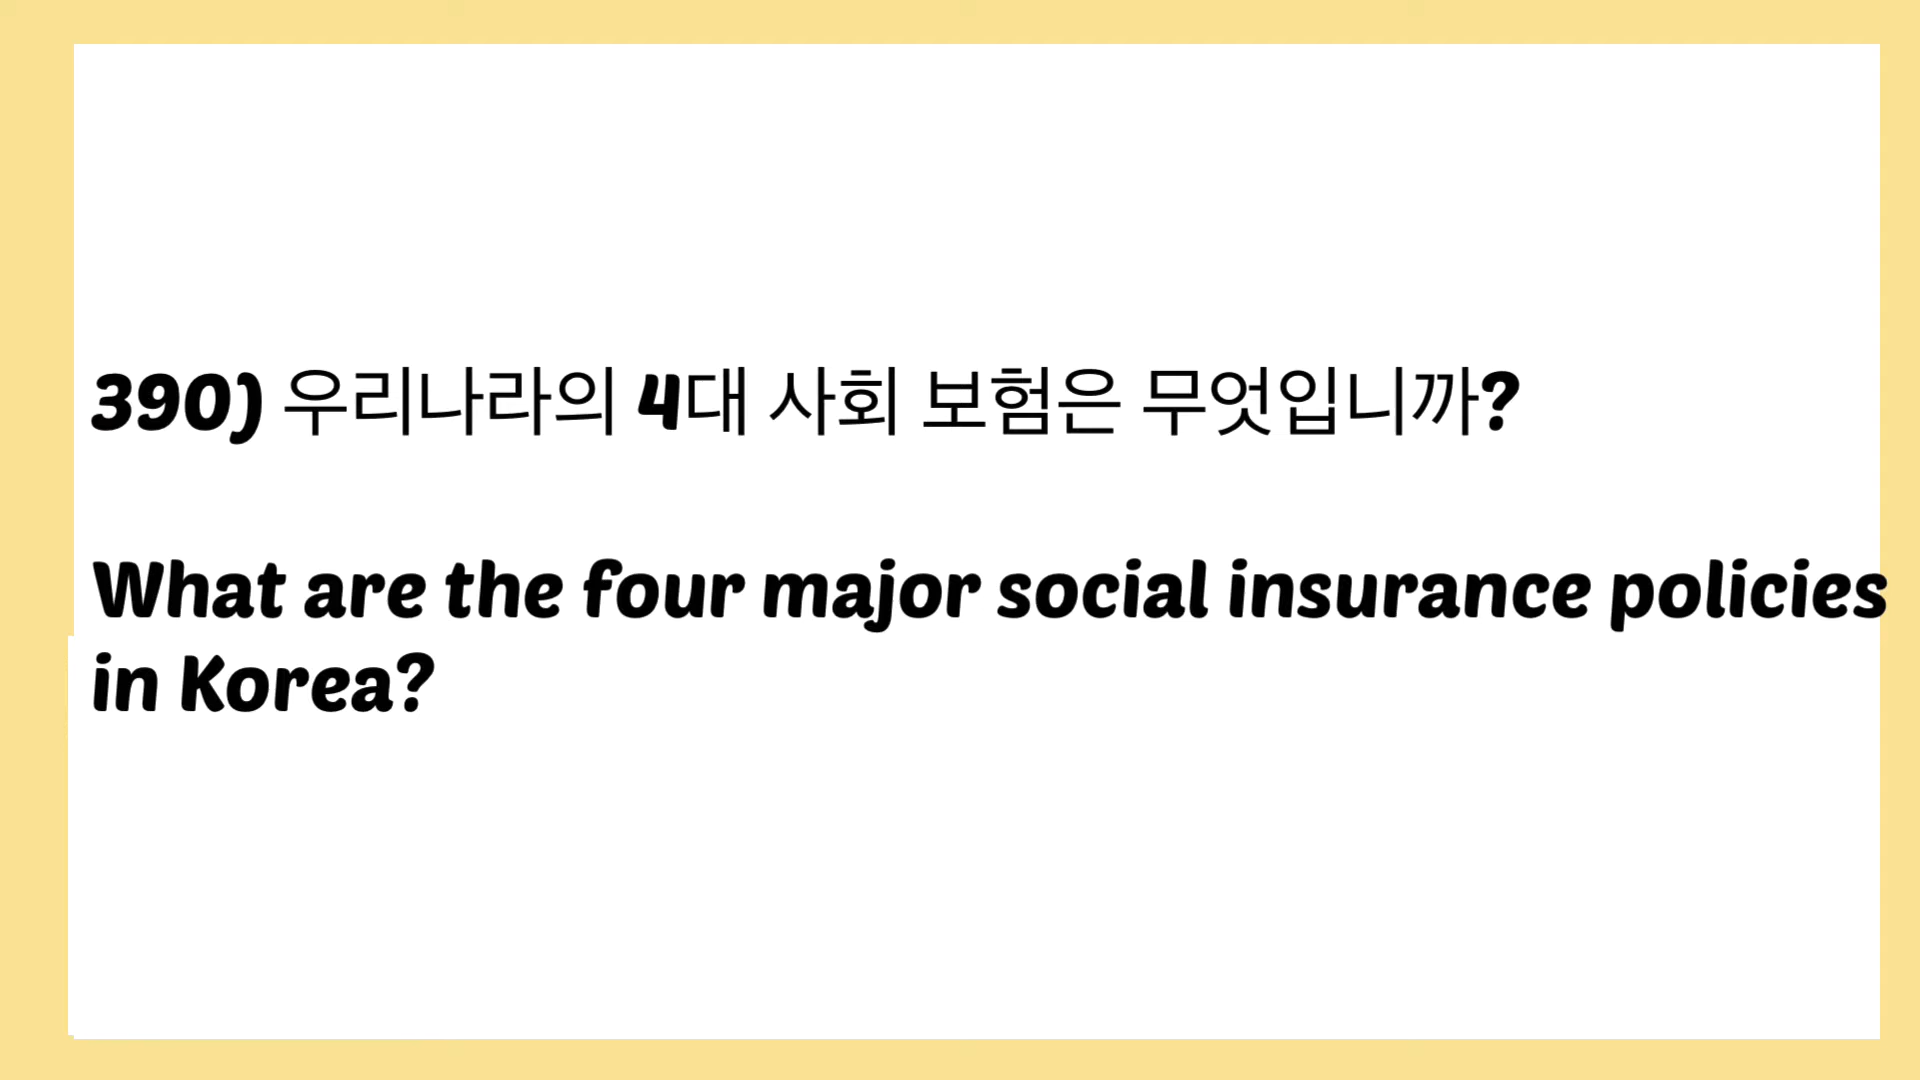 390) 우리나라의 4대 사회 보험은 무엇입니까?
What are the four major social insurance policies
in Korea?